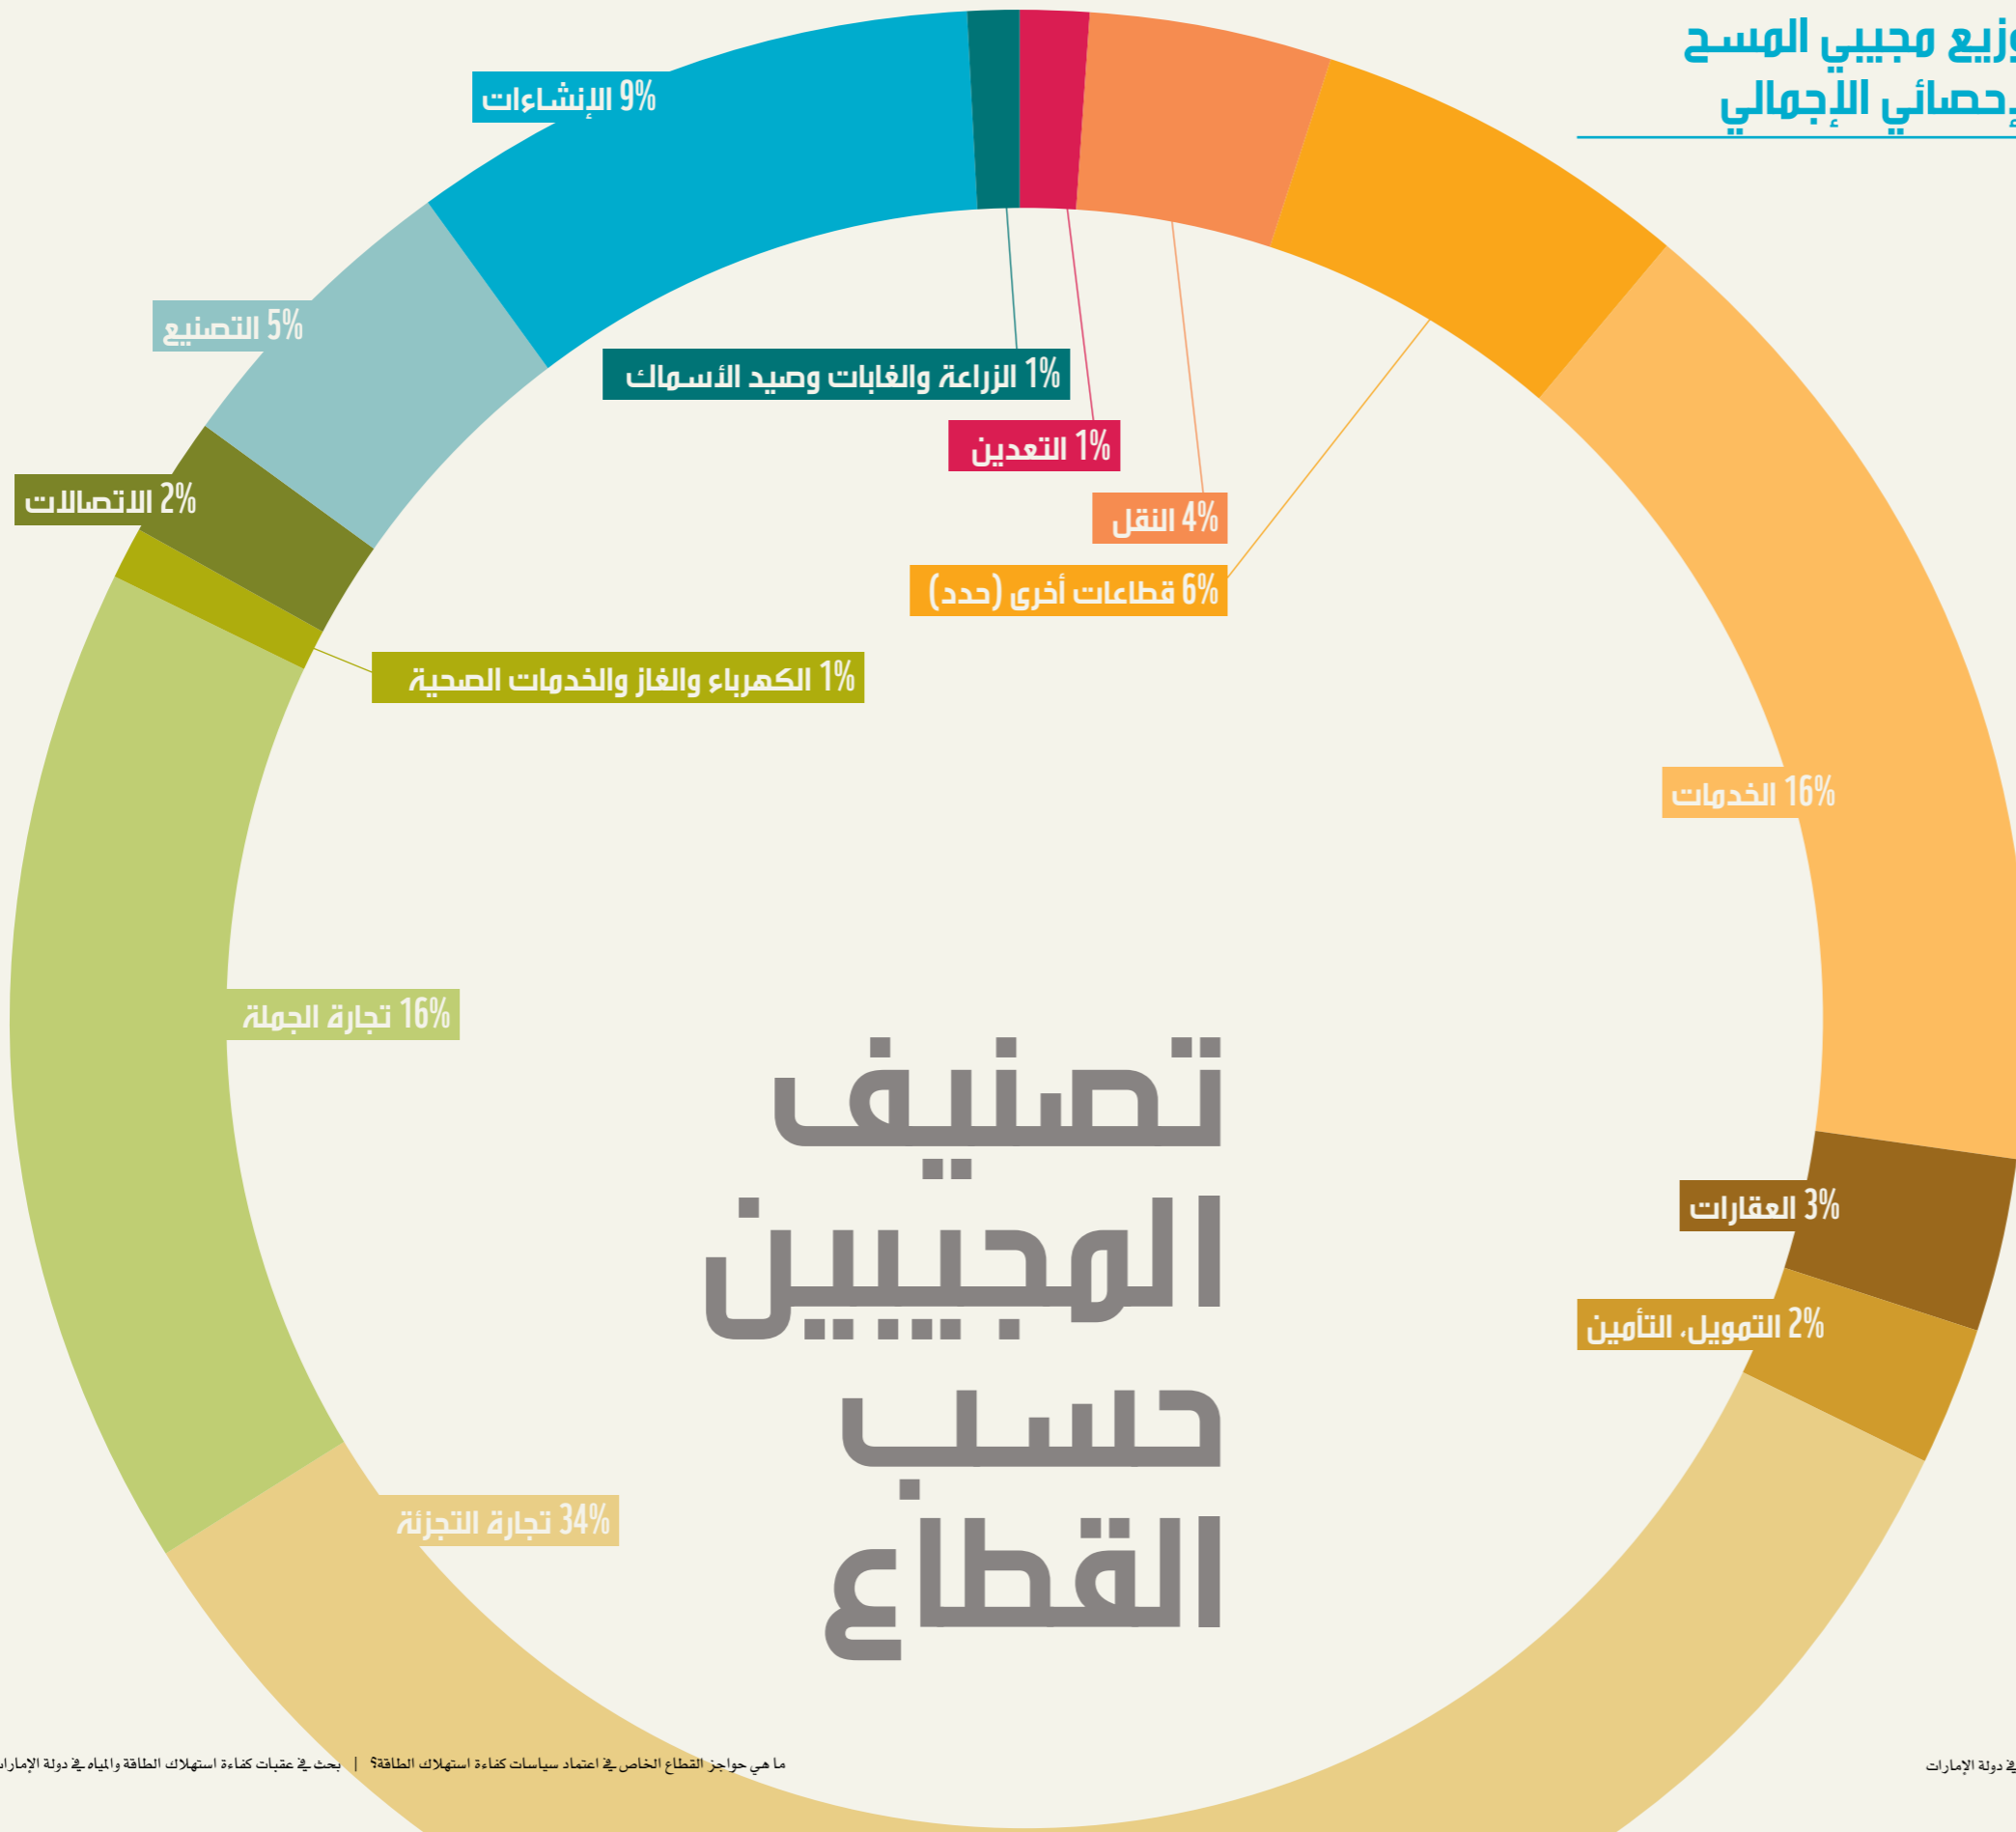 وزيع مجيبي المسح
إحصائي الإجمالي
9% الإنشاءات
5% التصنيع
1% الزراعة والغابات وصيد الأسماك
1% التعدين
2% الاتصالات
4% النقل
6% قطاعات أخرى (حدد)
1% الكهرباء والغاز والخدمات الصحية
16% الخدمات
16% تجارة الجملة
تصنيف
المجيبين
حسب
القطاع
3% العقارات
2% التمويل، التأمين
34% تجارة التجزئة
في دولة الإمارات
ما هي حواجز القطاع الخاص في اعتماد سياسات كفاءة استهلاك الطاقة؟ | بحث في عقبات كفاءة استهلاك الطاقة والمياه في دولة الإمارات